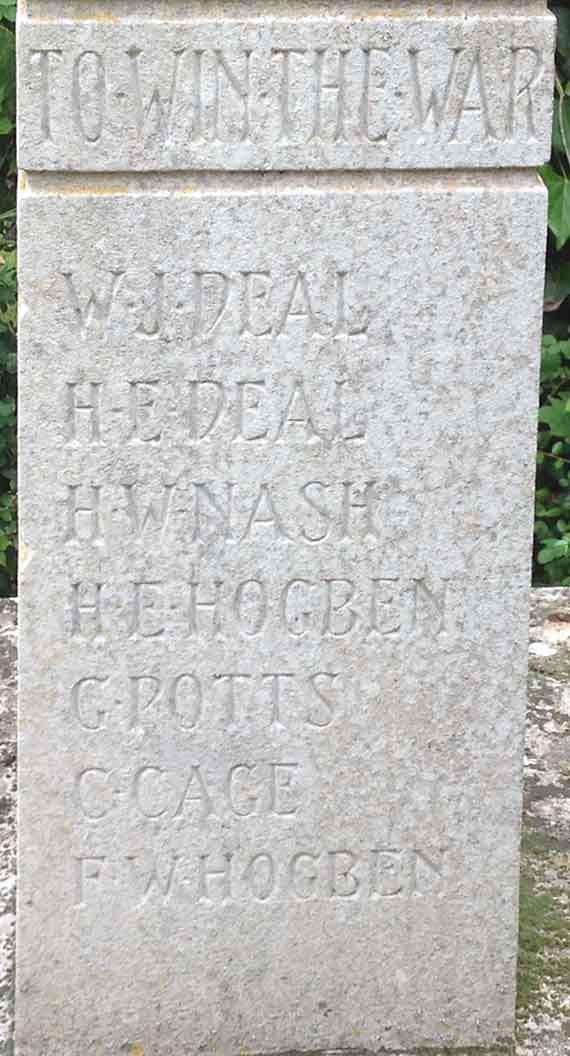 TO·WIN·THE·WAR
W·J·DEAL
H·E·DEAL
H·W·NASH
H·E·HOGBEN
G·POTTS
C·CAGE
F·W·HOGBEN